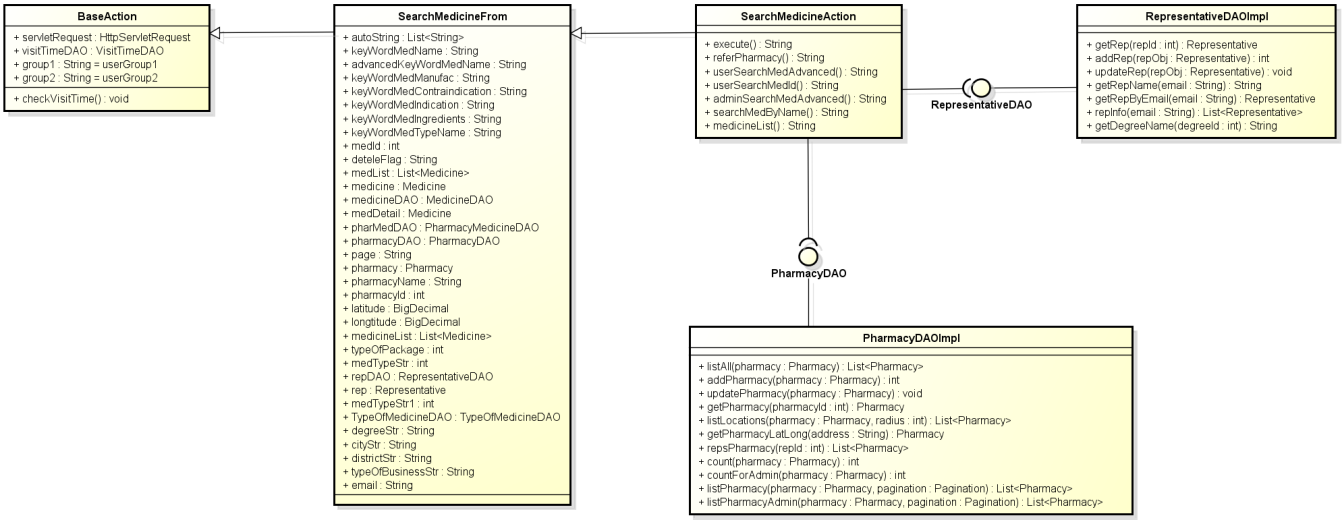 BaseAction
+ servletRequest : HttpServletRequest
+ visitTimeDAO : VisitTimeDAO
+ group1 : String = userGroup1
+ group2 : String = userGroup2
+ checkVisitTime() : void
SearchMedicineFrom
+ autoString : List<String>
+ keyWordMedName : String
+ advancedKeyWordMedName : String
+ keyWordMedManufac : String
+ keyWordMedContraindication : String
+ keyWordMedIndication : String
+ keyWordMedIngredients : String
+ keyWordMedTypeName : String
+ medId : int
+ deteleFlag : String
+ medList : List<Medicine>
+ medicine : Medicine
+ medicineDAO : MedicineDAO
+ medDetail : Medicine
+ pharMedDAO : PharmacyMedicineDAO
+ pharmacyDAO : PharmacyDAO
+ page : String
+ pharmacy : Pharmacy
+ pharmacyName : String
+ pharmacyId : int
+ latitude : BigDecimal
+ longtitude : BigDecimal
+ medicineList : List<Medicine>
+ typeOfPackage : int
+ medTypeStr : int
+ repDAO : RepresentativeDAO
+ rep : Representative
+ medTypeStr1 : int
+ TypeOfMedicineDAO : TypeOfMedicineDAO
+ degreeStr : String
+ cityStr : String
+ districtStr : String
+ typeOfBusinessStr : String
+ email : String
SearchMedicineAction
+ execute() : String
+ referPharmacy() : String
+ userSearchMedAdvanced() : String
+ userSearchMedId() : String
+ adminSearchMedAdvanced() : String
+ searchMedByName() : String
+ medicineList() : String
RepresentativeDAO
RepresentativeDAOImpl
+ getRep(repId : int) : Representative
+ addRep(repObj : Representative) : int
+ updateRep(repObj : Representative) : void
+ getRepName(email : String) : String
+ getRepByEmail(email : String) : Representative
+ repInfo(email : String) : List<Representative>
+ getDegreeName(degreeId : int) : String
PharmacyDAO
PharmacyDAOImpl
+ listAll(pharmacy : Pharmacy) : List<Pharmacy>
+ addPharmacy(pharmacy : Pharmacy) : int
+ updatePharmacy(pharmacy : Pharmacy) : void
+ getPharmacy(pharmacyId : int) : Pharmacy
+ listLocations(pharmacy : Pharmacy, radius : int) : List<Pharmacy>
+ getPharmacyLatLong(address : String) : Pharmacy
+ repsPharmacy(repId : int) : List<Pharmacy>
+ count(pharmacy : Pharmacy) : int
+ countForAdmin(pharmacy : Pharmacy) : int
+ listPharmacy(pharmacy : Pharmacy, pagination : Pagination) : List<Pharmacy>
+ listPharmacyAdmin(pharmacy : Pharmacy, pagination : Pagination) : List<Pharmacy>